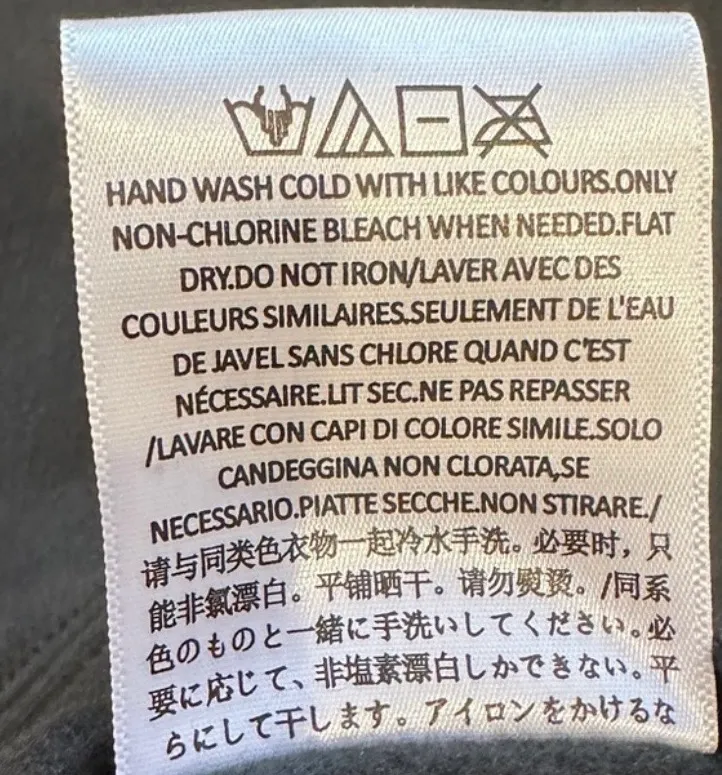 HAND WASH COLD WITH LIKE COLOURS.ONLY
NON-CHLORINE BLEACH WHEN NEEDED.FLAT
DRY.DO NOT IRON/LAVER AVEC DES
COULEURS SIMILAIRES.SEULEMENT DE L'EAU
DE JAVEL SANS CHLORE QUAND C'EST
NÉCESSAIRE.LIT SEC.NE PAS REPASSER
/LAVARE CON CAPI DI COLORE SIMILE.SOLO
CANDEGGINA NON CLORATA,SE
NECESSARIO.PIATTE SECCHE.NON STIRARE./
请与同类色衣物一起冷水手洗。必要时，只
能非氯漂白。平铺晒干。请勿熨烫。/同系
色のものと一緒に手洗いしてください。必
要に応じて、非塩素漂白しかできない。平
らにして干します。アイロンをかけるな